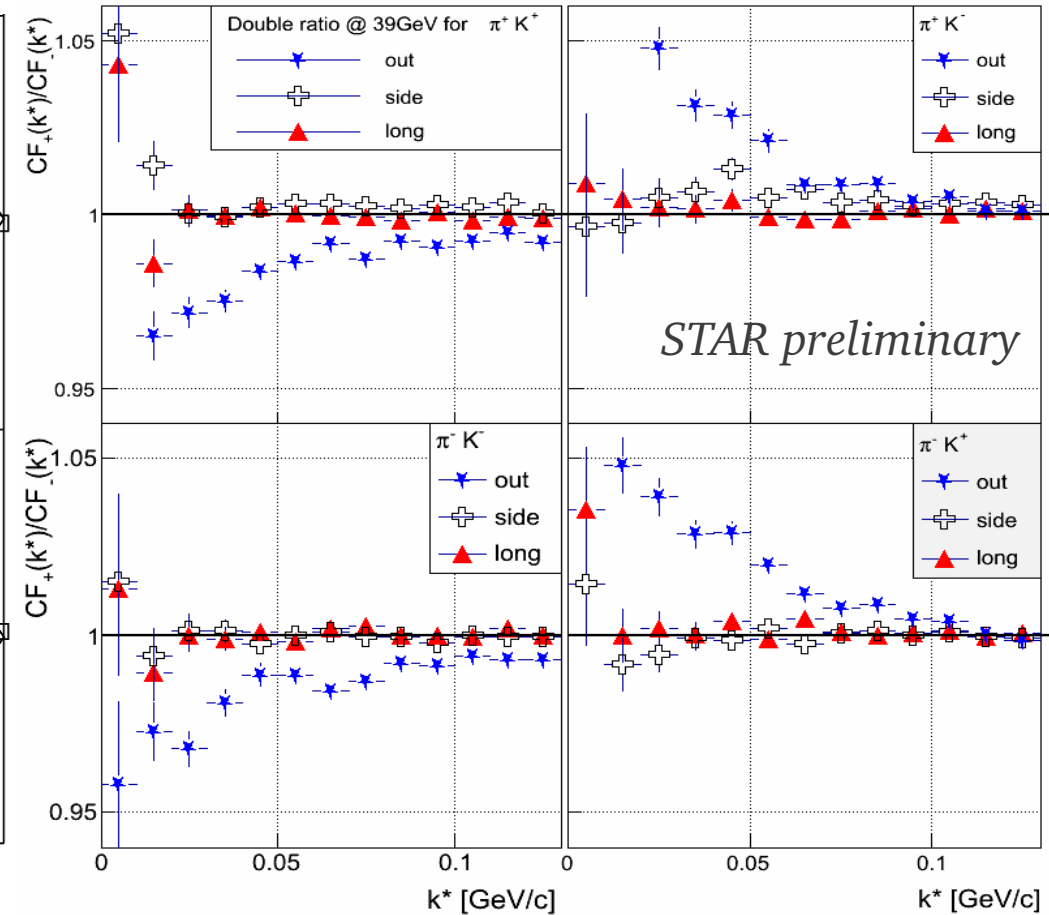 Double ratio @ 39GeV for π⁺ K⁺
out
side
long
π⁺ K⁻
out
side
long
1.05
1
0.95
CF₊(k*)/CF₋(k*)
STAR preliminary
π⁻ K⁻
out
side
long
π⁻ K⁺
out
side
long
1.05
1
0.95
CF₊(k*)/CF₋(k*)
0 0.05 0.1
0 0.05 0.1
k* [GeV/c]
k* [GeV/c]